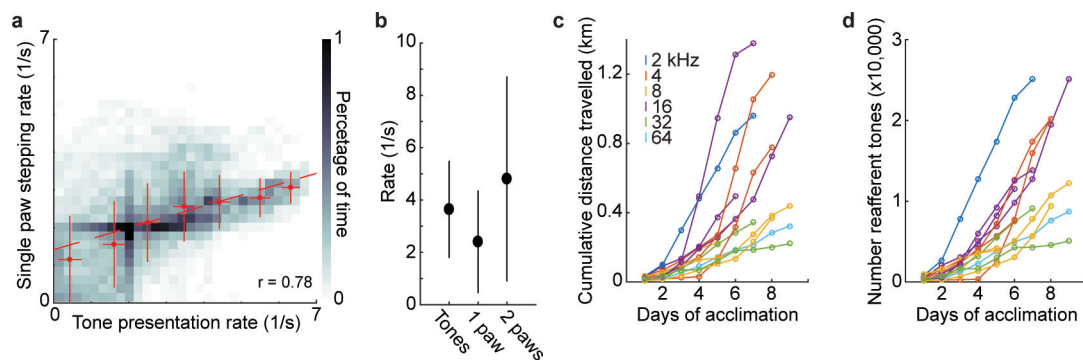 a
7
Single paw stepping rate (1/s)
0
Tone presentation rate (1/s)
7
r = 0.78
1
Percentage of time
0
b
10
8
6
4
2
0
Rate (1/s)
Tones
1 paw
2 paws
c
Cumulative distance travelled (km)
1.2
0.8
0.4
0
2 kHz
4
8
16
32
64
2 4 6 8
Days of acclimation
d
Number reafferent tones (x10,000)
3
2
1
0
2 4 6 8
Days of acclimation